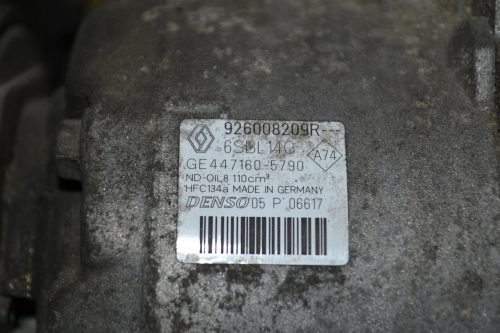 926008209R---
6SBL14C
A74
GE447160-5790
ND-OIL8 110cm³
HFC134a MADE IN GERMANY
DENSO 05 P 06617